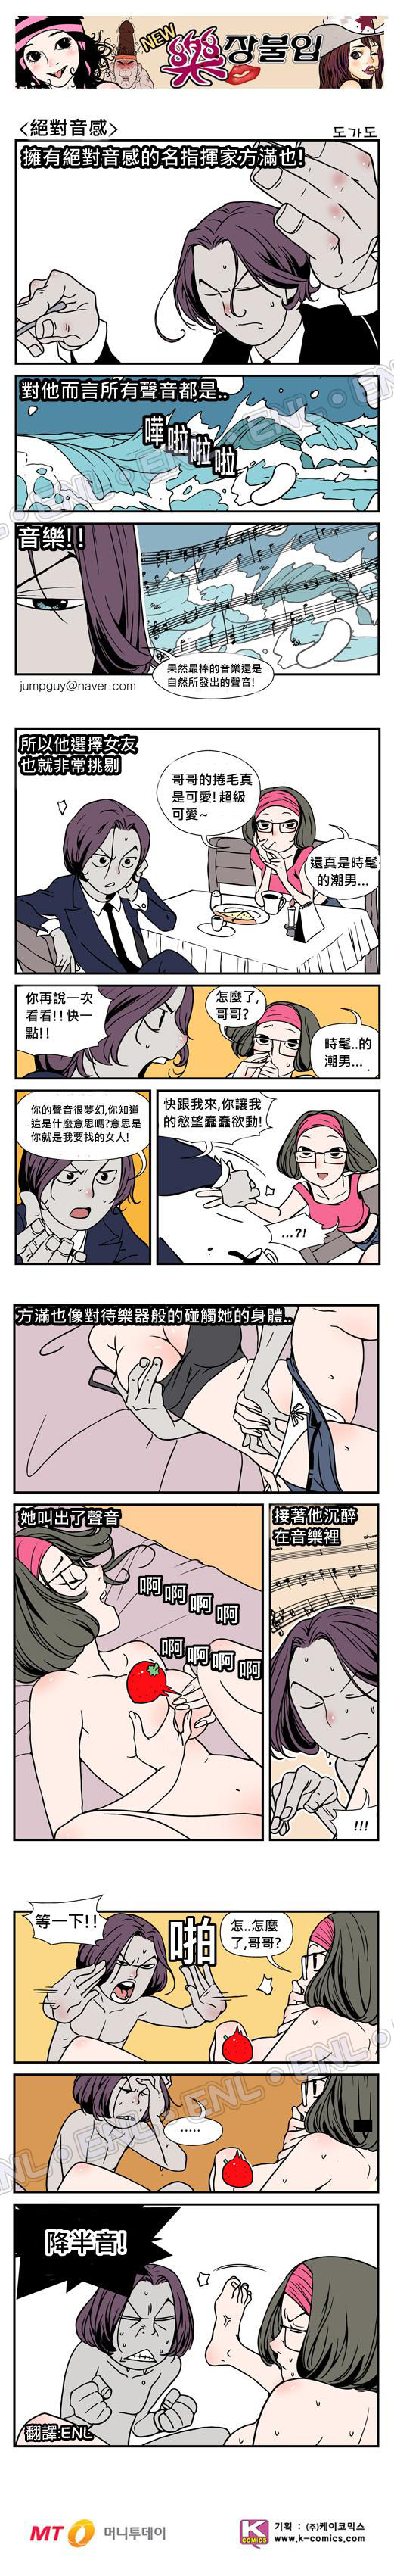 NEW 樂장불입
<絕對音感>
도가도
擁有絕對音感的名指揮家方滿也!
對他而言所有聲音都是..
嘩啦啦啦
音樂!!
果然最棒的音樂還是
自然所發出的聲音!
jumpguy@naver.com
所以他選擇女友
也就非常挑剔
哥哥的捲毛真
是可愛!超級
可愛~
還真是時髦
的潮男...
你再說一次
看看!!快一
點!!
怎麼了,
哥哥?
時髦..的
潮男...
你的聲音很夢幻,你知道
這是什麼意思嗎?意思是
你就是我要找的女人!
快跟我來,你讓我
的慾望蠢蠢欲動!
...?!
方滿也像對待樂器般的碰觸她的身體..
她叫出了聲音
啊啊啊啊
啊啊啊啊
接著他沉醉
在音樂裡
!!!
等一下!!
啪
怎..怎麼
了,哥哥?
.....
降半音!
翻譯:ENL
MT 머니투데이
K COMICS
기획 : (주)케이코믹스
www.k-comics.com